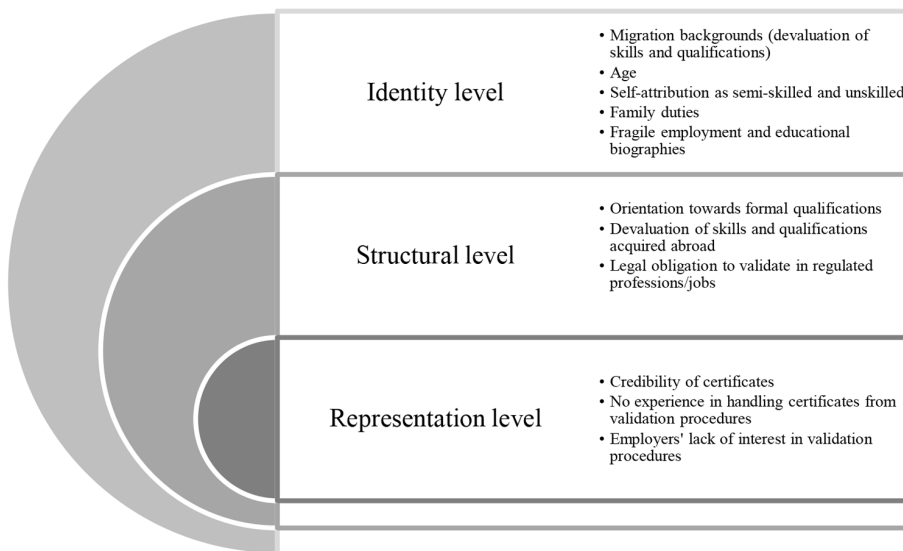 Identity level
• Migration backgrounds (devaluation of
skills and qualifications)
• Age
• Self-attribution as semi-skilled and unskilled
• Family duties
• Fragile employment and educational
biographies
Structural level
• Orientation towards formal qualifications
• Devaluation of skills and qualifications
acquired abroad
• Legal obligation to validate in regulated
professions/jobs
Representation level
• Credibility of certificates
• No experience in handling certificates from
validation procedures
• Employers' lack of interest in validation
procedures